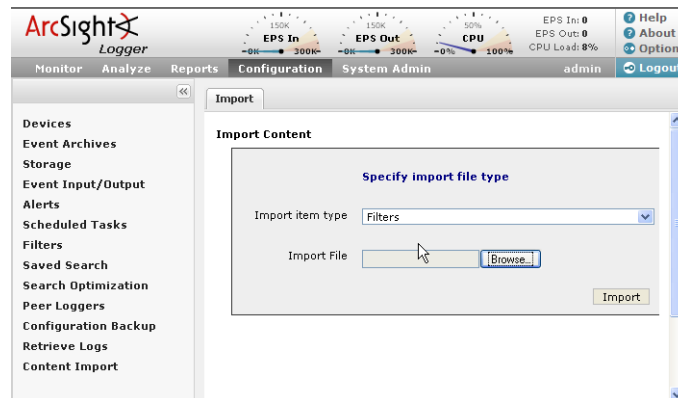 ArcSight
Logger
150K
EPS In
-0K 300K-
150K
EPS Out
-0K 300K-
50%
CPU
-0% 100%
EPS In: 0
EPS Out: 0
CPU Load: 8%
Help
About
Option
Monitor Analyze Reports Configuration System Admin admin Logou
Import
Devices
Event Archives
Storage
Event Input/Output
Alerts
Scheduled Tasks
Filters
Saved Search
Search Optimization
Peer Loggers
Configuration Backup
Retrieve Logs
Content Import
Import Content
Specify import file type
Import item type Filters
Import File Browse...
Import